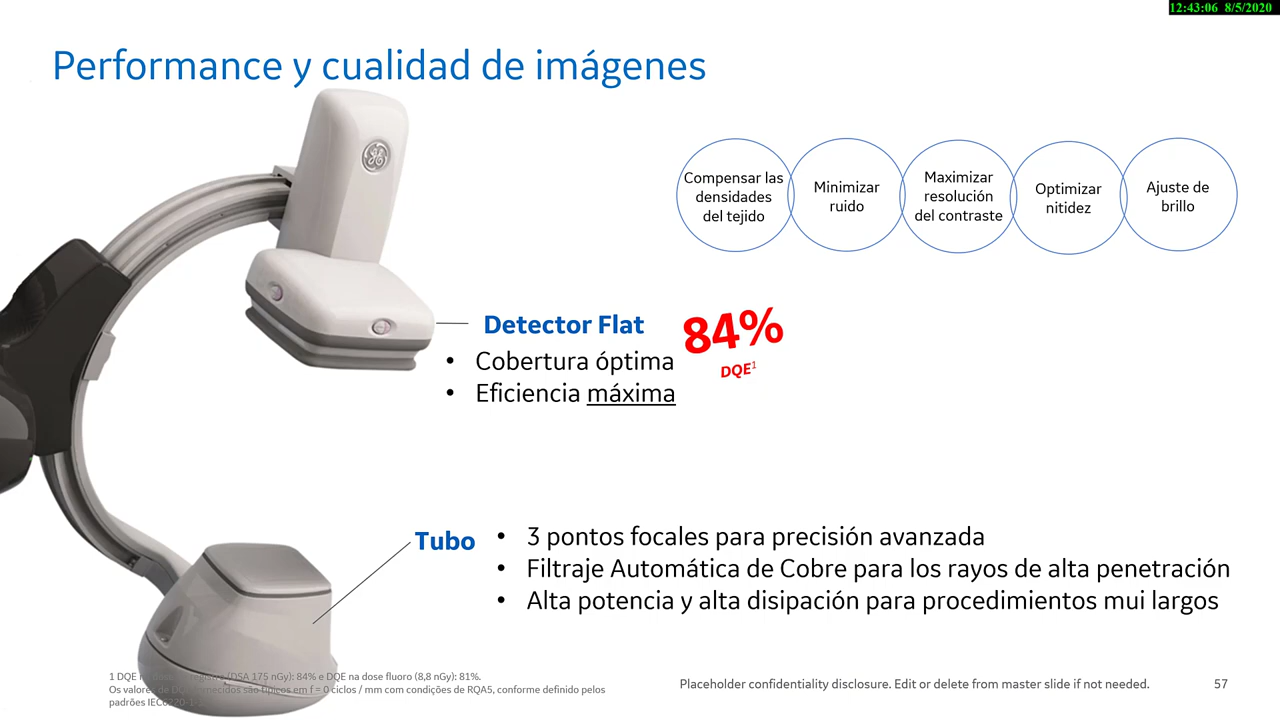 12:43:06 8/5/2020
Performance y cualidad de imágenes
Compensar las
densidades
del tejido
Minimizar
ruido
Maximizar
resolución
del contraste
Optimizar
nitidez
Ajuste de
brillo
Detector Flat
84%
DQE1
• Cobertura óptima
• Eficiencia máxima
Tubo
• 3 pontos focales para precisión avanzada
• Filtraje Automática de Cobre para los rayos de alta penetración
• Alta potencia y alta disipación para procedimientos mui largos
1 DQE (DSA 175 nGy): 84% e DQE na dose fluoro (8,8 nGy): 81%.
Os valores de são típicos em f = 0 ciclos / mm com condições de RQA5, conforme definido pelos
padrões
Placeholder confidentiality disclosure. Edit or delete from master slide if not needed.
57